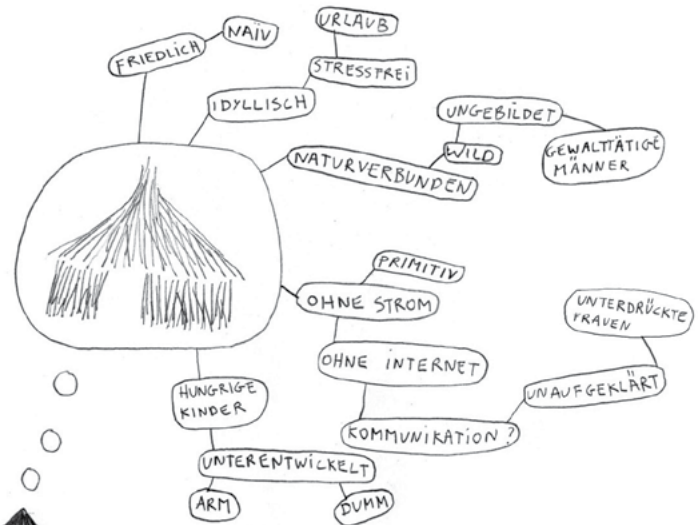 URLAUB
NAÏV
FRIEDLICH
STRESSFREI
IDYLLISCH
UNGEBILDET
GEWALTTÄTIGE
MÄNNER
WILD
NATURVERBUNDEN
PRIMITIV
OHNE STROM
UNTERDRÜCKTE
FRAUEN
OHNE INTERNET
UNAUFGEKLÄRT
HUNGRIGE
KINDER
KOMMUNIKATION?
UNTERENTWICKELT
ARM
DUMM